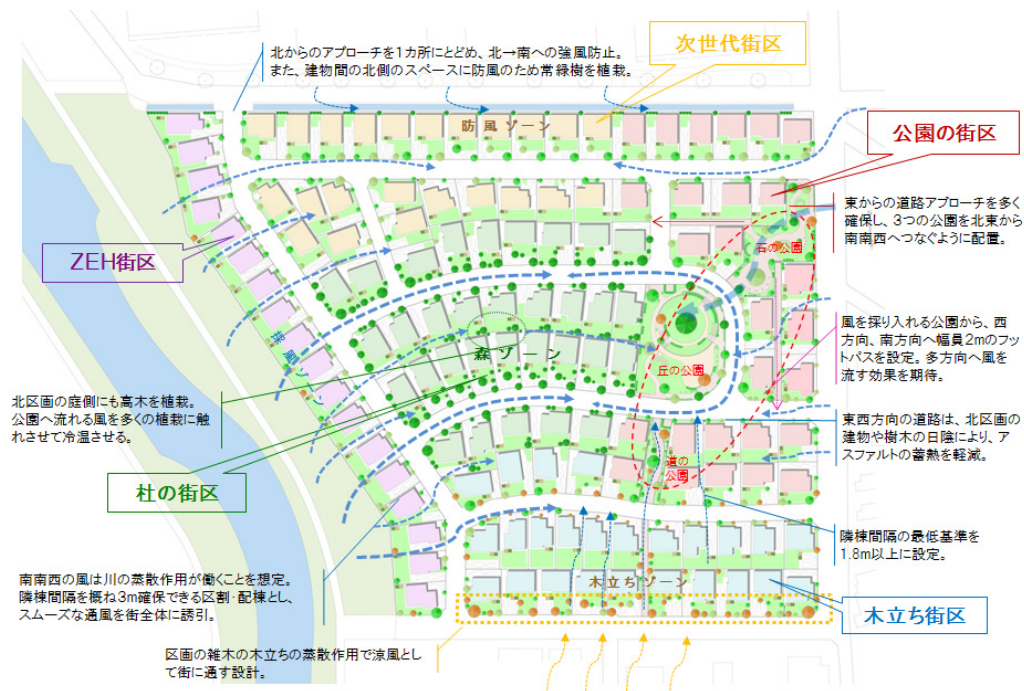 次世代街区
北からのアプローチを1カ所にとどめ、北→南への強風防止。
また、建物間の北側のスペースに防風のため常緑樹を植栽。
防風ゾーン
公園の街区
東からの道路アプローチを多く
確保し、3つの公園を北東から
南南西へつなぐように配置。
石の公園
ZEH街区
風を採り入れる公園から、西
方向、南方向へ幅員2mのフッ
トパスを設定。多方向へ風を
流す効果を期待。
採風ゾーン
森ゾーン
丘の公園
北区画の庭側にも高木を植栽。
公園へ流れる風を多くの植栽に触
れさせて冷温させる。
東西方向の道路は、北区画の
建物や樹木の日陰により、ア
スファルトの蓄熱を軽減。
道の
公園
杜の街区
隣棟間隔の最低基準を
1.8m以上に設定。
南南西の風は川の蒸散作用が働くことを想定。
隣棟間隔を概ね3m確保できる区割・配棟とし、
スムーズな通風を街全体に誘引。
木立ちゾーン
木立ち街区
区画の雑木の木立ちの蒸散作用で涼風とし
て街に通す設計。